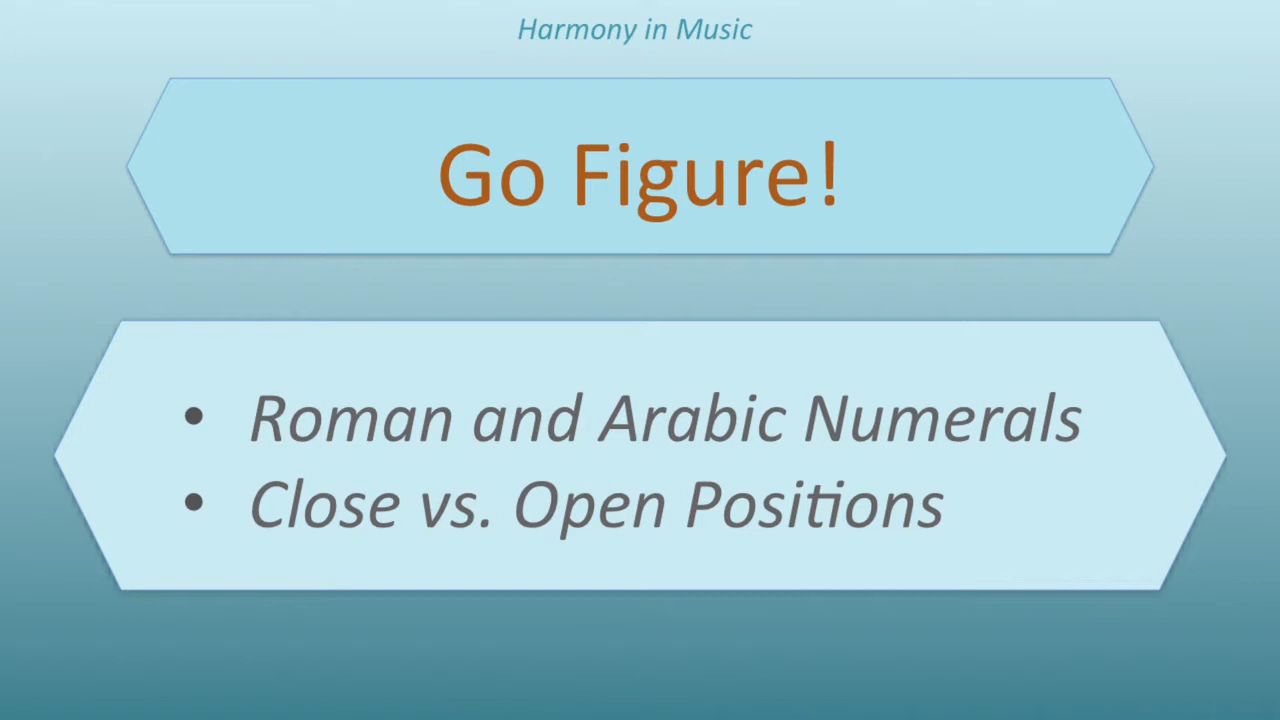 Harmony in Music
Go Figure!
• Roman and Arabic Numerals
• Close vs. Open Positions